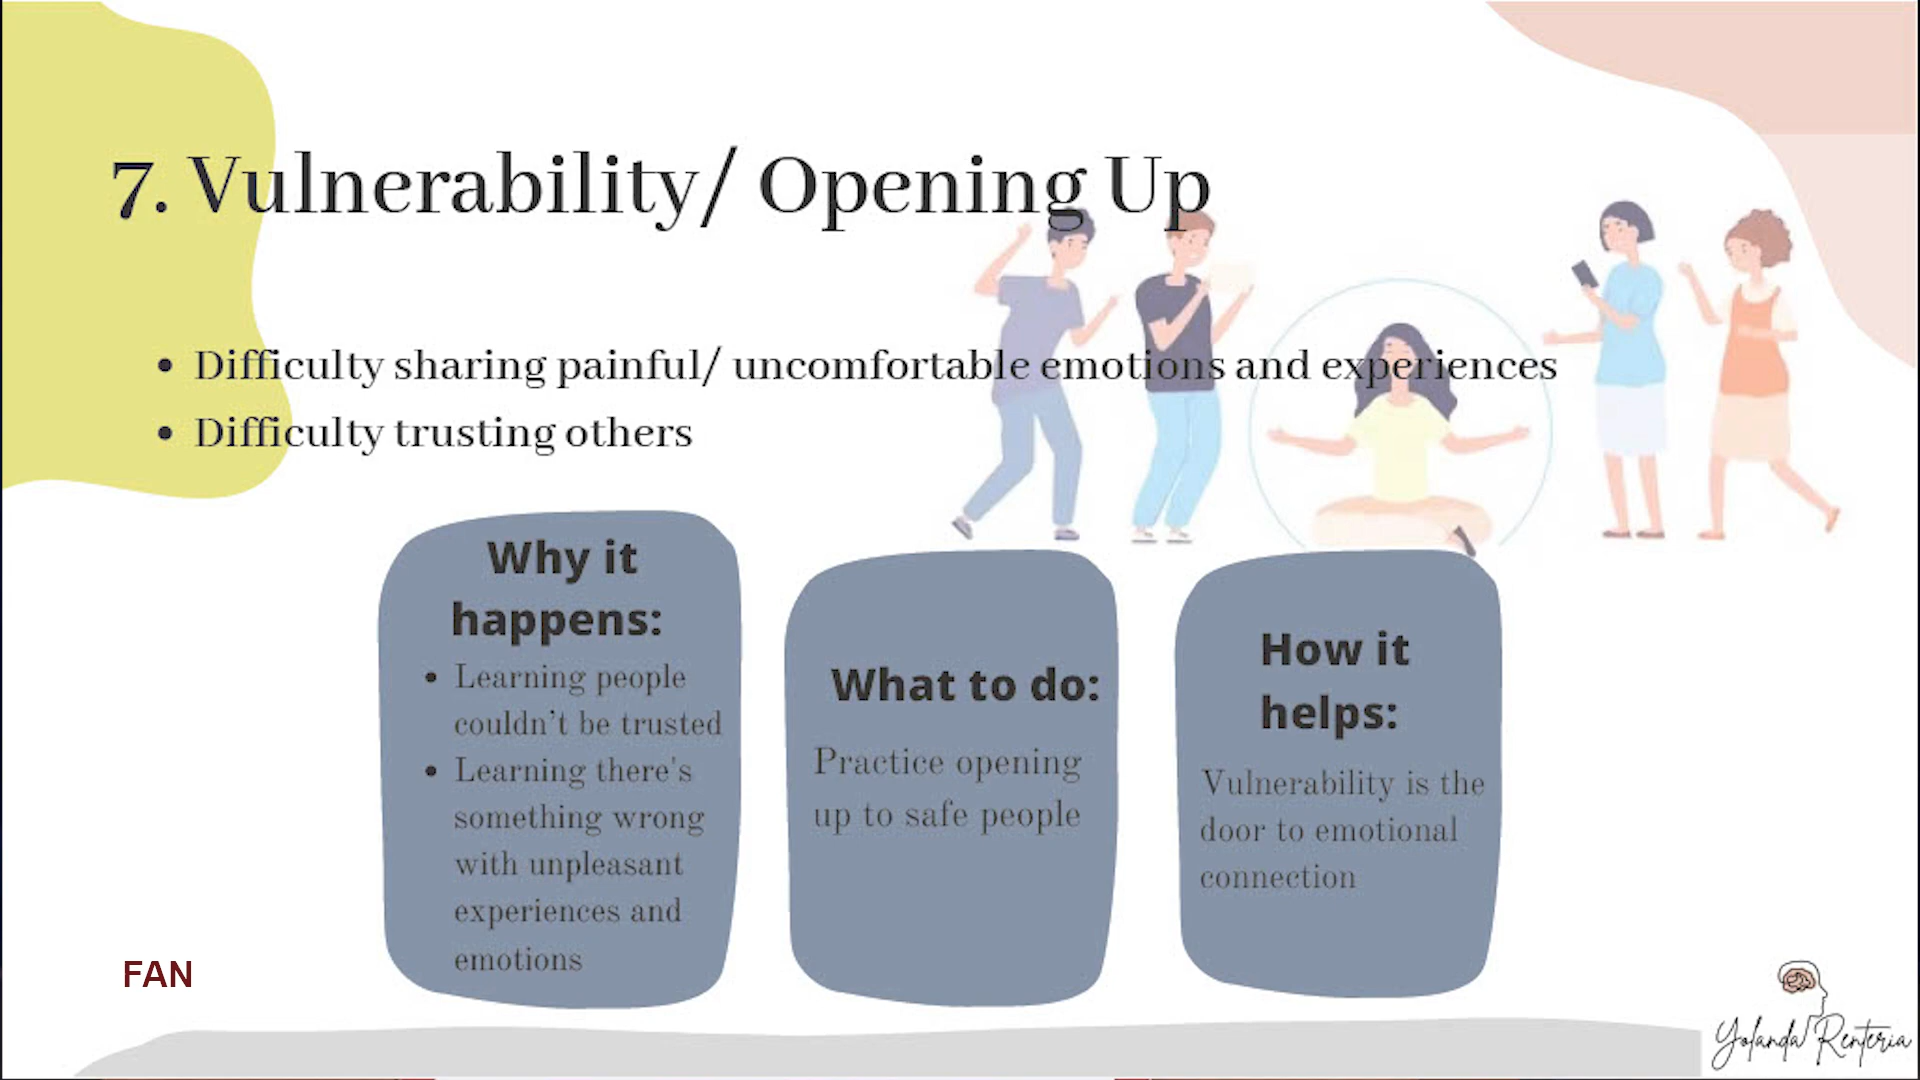 7. Vulnerability/ Opening Up
• Difficulty sharing painful/ uncomfortable emotions and experiences
• Difficulty trusting others
Why it
happens:
• Learning people
couldn’t be trusted
• Learning there's
something wrong
with unpleasant
experiences and
emotions
What to do:
Practice opening
up to safe people
How it
helps:
Vulnerability is the
door to emotional
connection
FAN
Yolanda Renteria